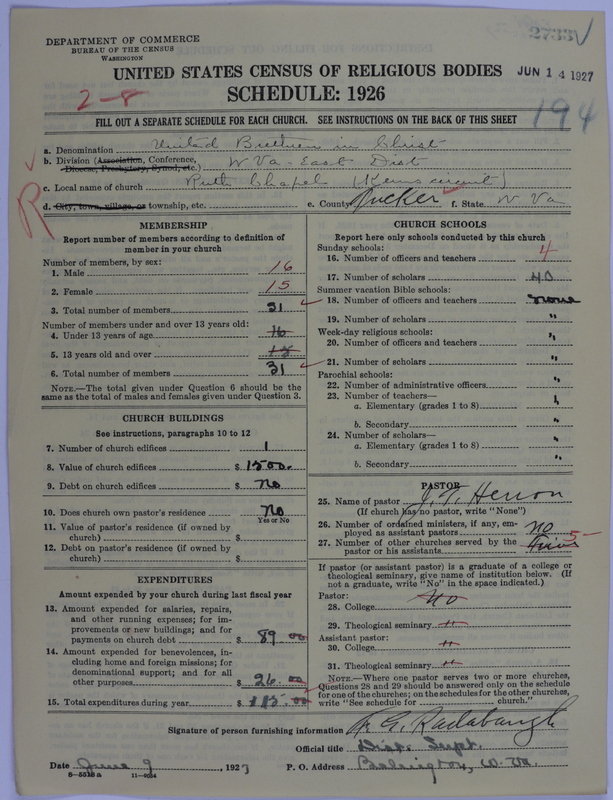 DEPARTMENT OF COMMERCE
BUREAU OF THE CENSUS
WASHINGTON
2733
UNITED STATES CENSUS OF RELIGIOUS BODIES
JUN 14 1927
2-8
SCHEDULE: 1926
194
FILL OUT A SEPARATE SCHEDULE FOR EACH CHURCH. SEE INSTRUCTIONS ON THE BACK OF THIS SHEET
a. Denomination United Brethren in Christ
b. Division (Association, Conference, Diocese, Presbytery, Synod, etc.) W Va - East Dist
R
c. Local name of church Ruth Chapel
d. City, town, village, or township, etc. e. County Tucker f. State W Va
MEMBERSHIP
Report number of members according to definition of
member in your church
Number of members, by sex:
1. Male 16
2. Female 15
3. Total number of members 31
Number of members under and over 13 years old:
4. Under 13 years of age 16
5. 13 years old and over 15
6. Total number of members 31
NOTE.—The total given under Question 6 should be the
same as the total of males and females given under Question 3.
CHURCH BUILDINGS
See instructions, paragraphs 10 to 12
7. Number of church edifices 1
8. Value of church edifices $ 1500.
9. Debt on church edifices $ No
10. Does church own pastor's residence No
Yes or No
11. Value of pastor's residence (if owned by
church) $
12. Debt on pastor's residence (if owned by
church) $
EXPENDITURES
Amount expended by your church during last fiscal year
13. Amount expended for salaries, repairs,
and other running expenses; for im-
provements or new buildings; and for
payments on church debt $ 89 00
14. Amount expended for benevolences, in-
cluding home and foreign missions; for
denominational support; and for all
other purposes $ 26.00
15. Total expenditures during year $ 115.00
CHURCH SCHOOLS
Report here only schools conducted by this church
Sunday schools:
16. Number of officers and teachers 4
17. Number of scholars 40
Summer vacation Bible schools:
18. Number of officers and teachers none
19. Number of scholars "
Week-day religious schools:
20. Number of officers and teachers "
21. Number of scholars "
Parochial schools:
22. Number of administrative officers "
23. Number of teachers—
a. Elementary (grades 1 to 8) "
b. Secondary "
24. Number of scholars—
a. Elementary (grades 1 to 8) "
b. Secondary "
PASTOR
25. Name of pastor J. T. Herron
(If church has no pastor, write "None")
26. Number of ordained ministers, if any, em-
ployed as assistant pastors No
27. Number of other churches served by the
pastor or his assistants 5
If pastor (or assistant pastor) is a graduate of a college or
theological seminary, give name of institution below. (If
not a graduate, write "No" in the space indicated.)
Pastor:
28. College No
29. Theological seminary "
Assistant pastor:
30. College "
31. Theological seminary "
NOTE.—Where one pastor serves two or more churches,
Questions 28 and 29 should be answered only on the schedule
for one of the churches; on the schedules for the other churches,
write "See schedule for church."
Signature of person furnishing information Radabaugh
Official title Dist. Supt.
Date June 9, 1927 P. O. Address W. Va.
8-5515a 11-9054